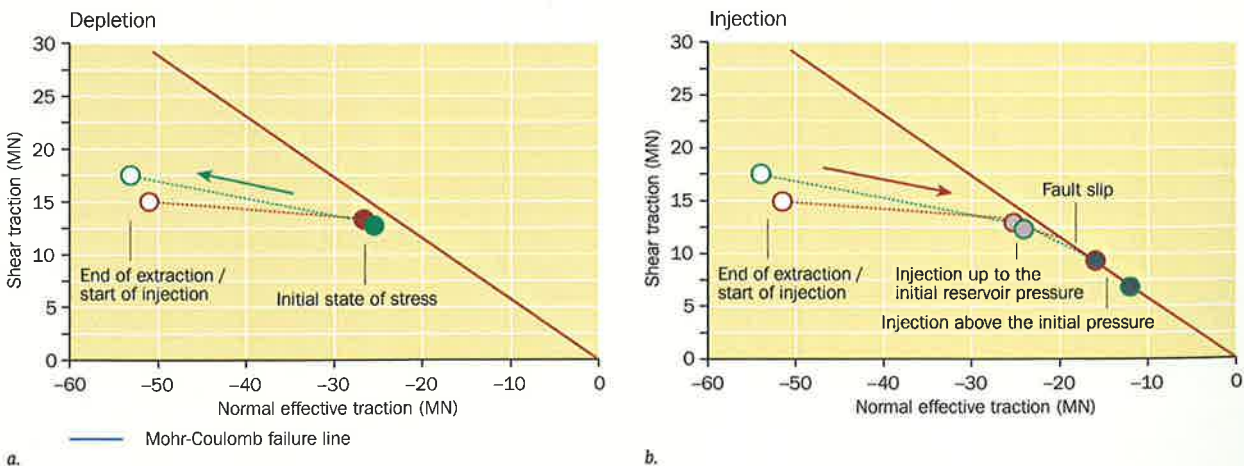 Depletion
30
25
20
15
10
5
0
Shear traction (MN)
End of extraction /
start of injection
Initial state of stress
–60
–50
–40
–30
–20
–10
0
Normal effective traction (MN)
Mohr-Coulomb failure line
a.
Injection
30
25
20
15
10
5
0
Shear traction (MN)
Fault slip
End of extraction /
start of injection
Injection up to the
initial reservoir pressure
Injection above the initial pressure
–60
–50
–40
–30
–20
–10
0
Normal effective traction (MN)
b.